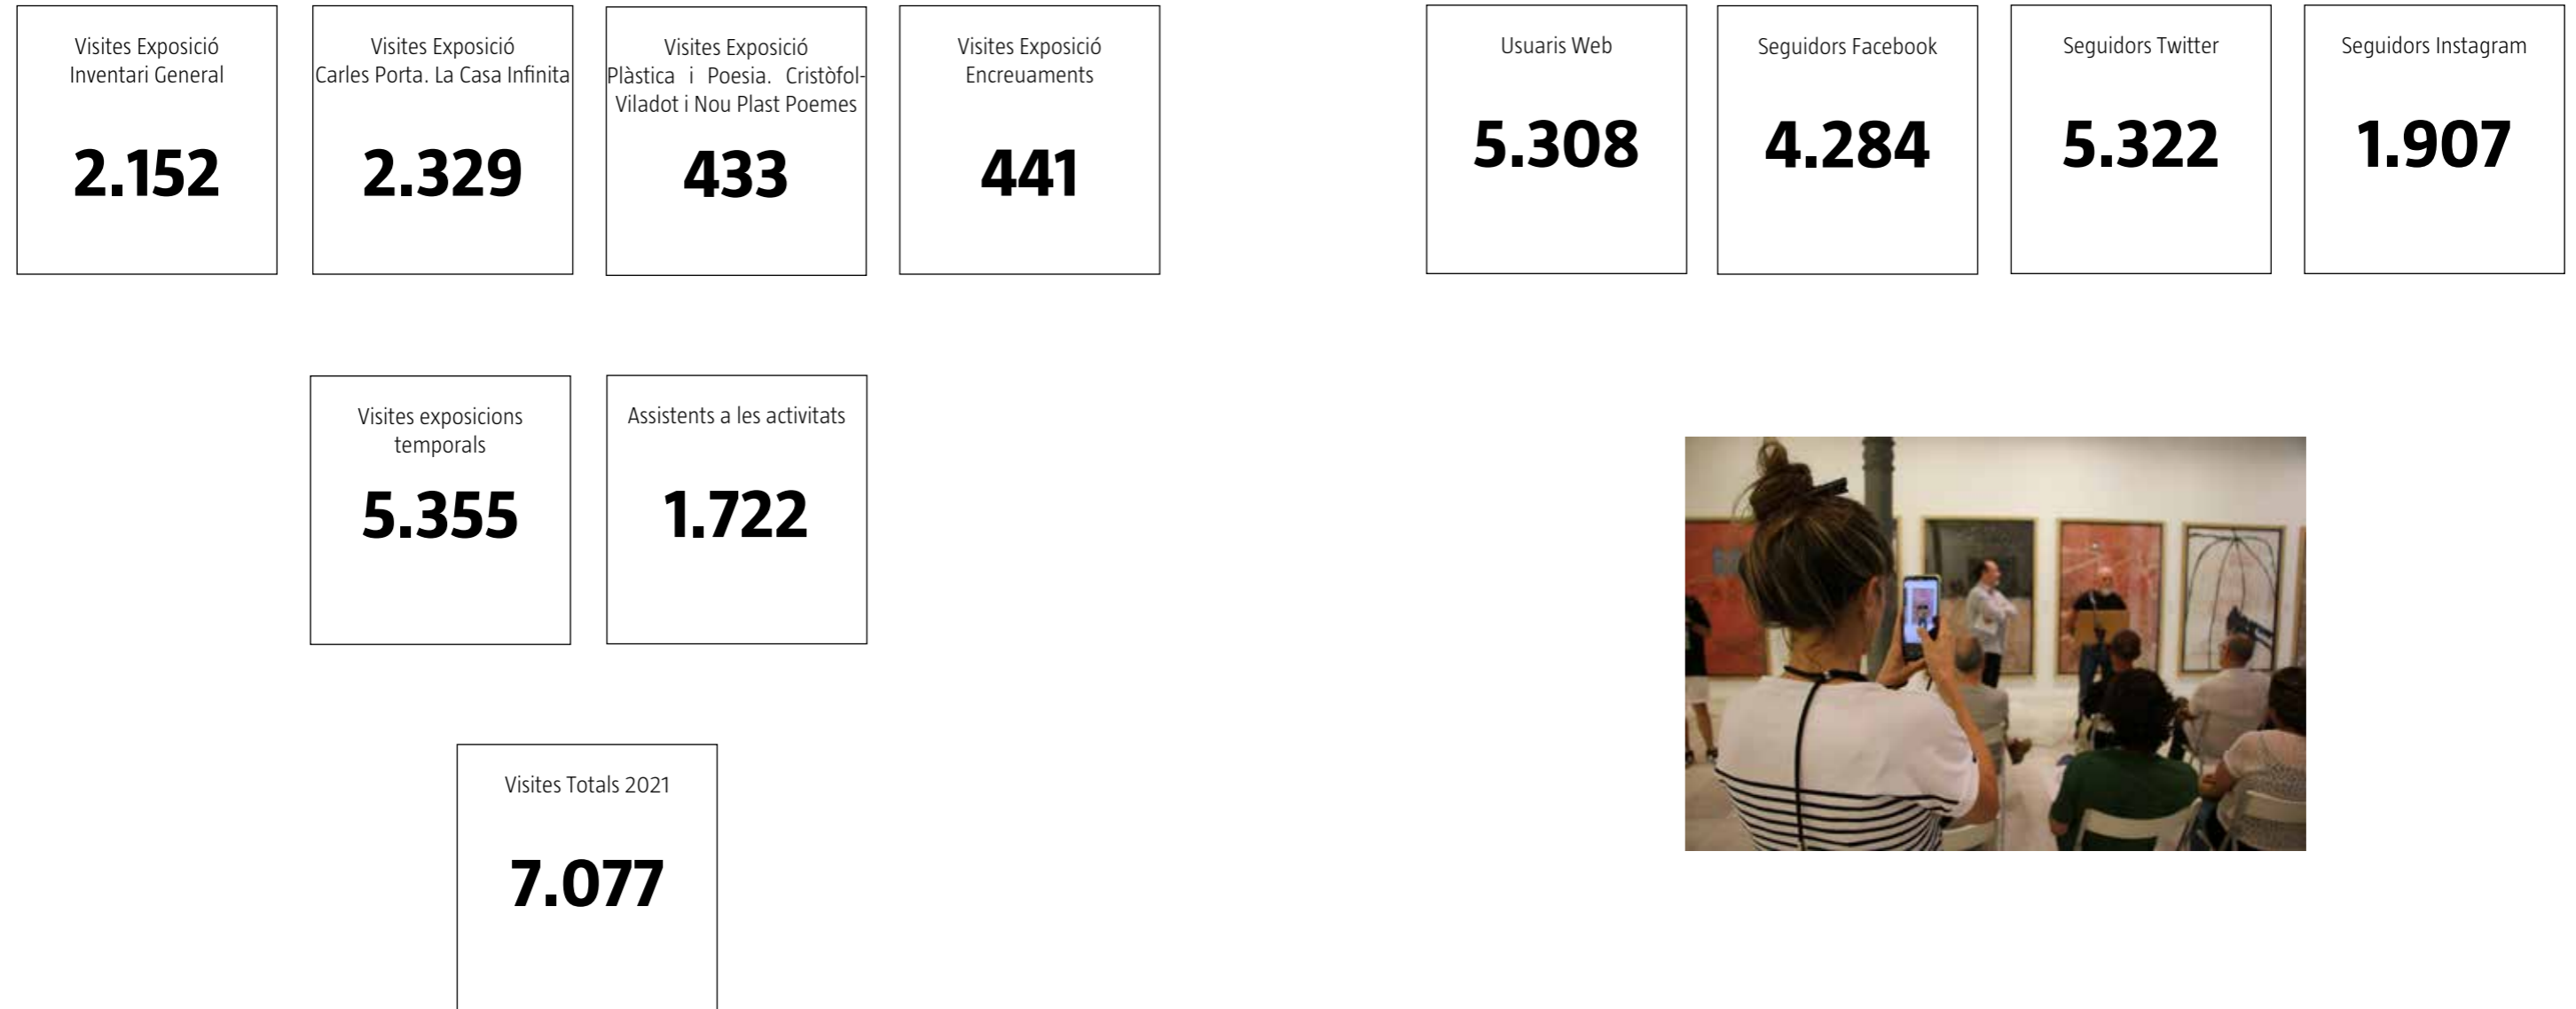 Visites Exposició
Inventari General
2.152
Visites Exposició
Carles Porta. La Casa Infinita
2.329
Visites Exposició
Plàstica i Poesia. Cristòfol-
Viladot i Nou Plast Poemes
433
Visites Exposició
Encreuaments
441
Usuaris Web
5.308
Seguidors Facebook
4.284
Seguidors Twitter
5.322
Seguidors Instagram
1.907
Visites exposicions
temporals
5.355
Assistents a les activitats
1.722
Visites Totals 2021
7.077